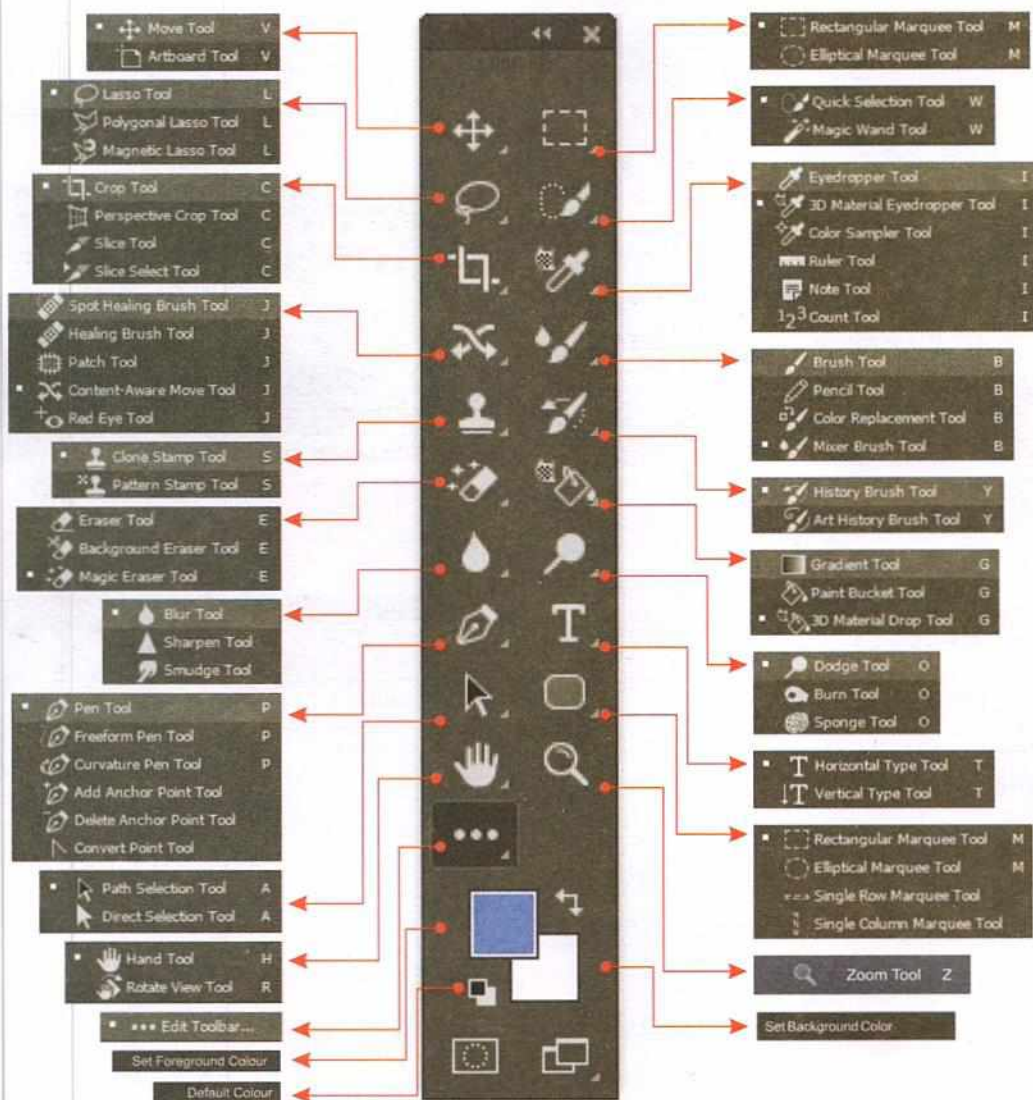 Move Tool V
Artboard Tool V
Lasso Tool L
Polygonal Lasso Tool L
Magnetic Lasso Tool L
Crop Tool C
Perspective Crop Tool C
Slice Tool C
Slice Select Tool C
Spot Healing Brush Tool J
Healing Brush Tool J
Patch Tool J
Content-Aware Move Tool J
Red Eye Tool J
Clone Stamp Tool S
Pattern Stamp Tool S
Eraser Tool E
Background Eraser Tool E
Magic Eraser Tool E
Blur Tool
Sharpen Tool
Smudge Tool
Pen Tool P
Freeform Pen Tool P
Curvature Pen Tool P
Add Anchor Point Tool
Delete Anchor Point Tool
Convert Point Tool
Path Selection Tool A
Direct Selection Tool A
Hand Tool H
Rotate View Tool R
Edit Toolbar...
Set Foreground Colour
Default Colour
Rectangular Marquee Tool M
Elliptical Marquee Tool M
Quick Selection Tool W
Magic Wand Tool W
Eyedropper Tool I
3D Material Eyedropper Tool I
Color Sampler Tool I
Ruler Tool I
Note Tool I
123 Count Tool I
Brush Tool B
Pencil Tool B
Color Replacement Tool B
Mixer Brush Tool B
History Brush Tool Y
Art History Brush Tool Y
Gradient Tool G
Paint Bucket Tool G
3D Material Drop Tool G
Dodge Tool O
Burn Tool O
Sponge Tool O
T Horizontal Type Tool T
T Vertical Type Tool T
Rectangular Marquee Tool M
Elliptical Marquee Tool M
Single Row Marquee Tool
Single Column Marquee Tool
Zoom Tool Z
Set Background Color
T